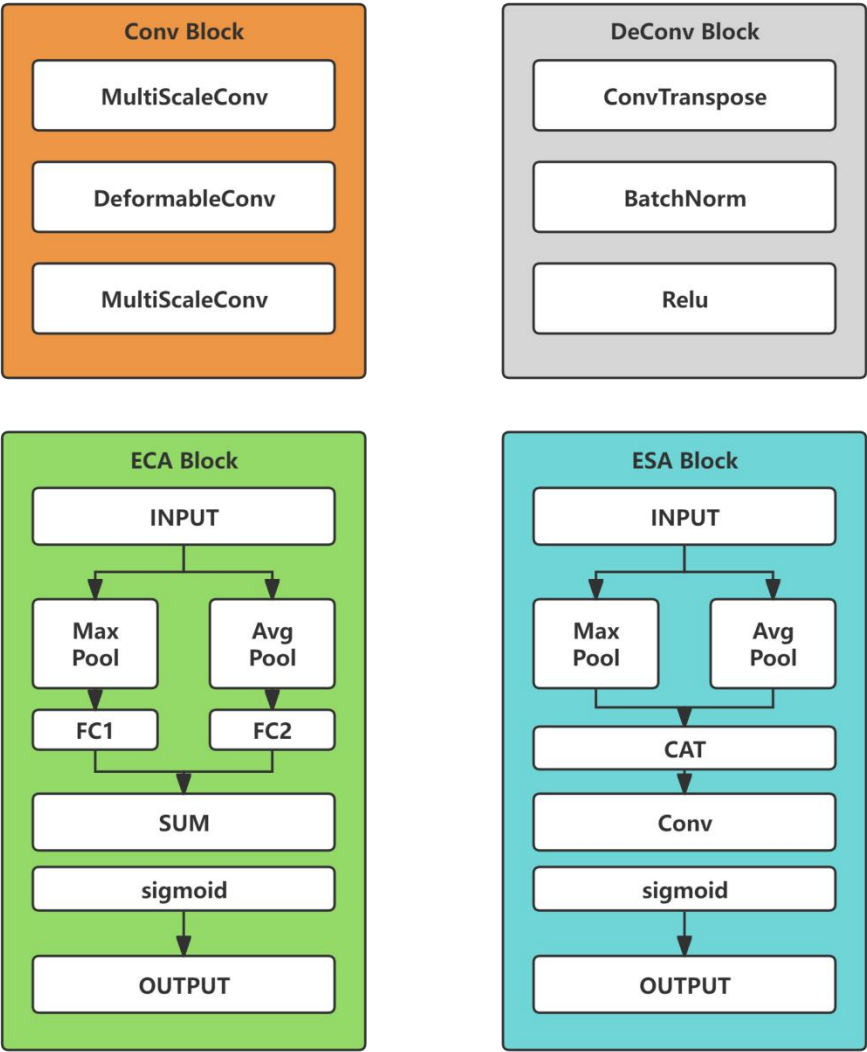 Conv Block
MultiScaleConv
DeformableConv
MultiScaleConv
DeConv Block
ConvTranspose
BatchNorm
Relu
ECA Block
INPUT
Max
Pool
Avg
Pool
FC1
FC2
SUM
sigmoid
OUTPUT
ESA Block
INPUT
Max
Pool
Avg
Pool
CAT
Conv
sigmoid
OUTPUT